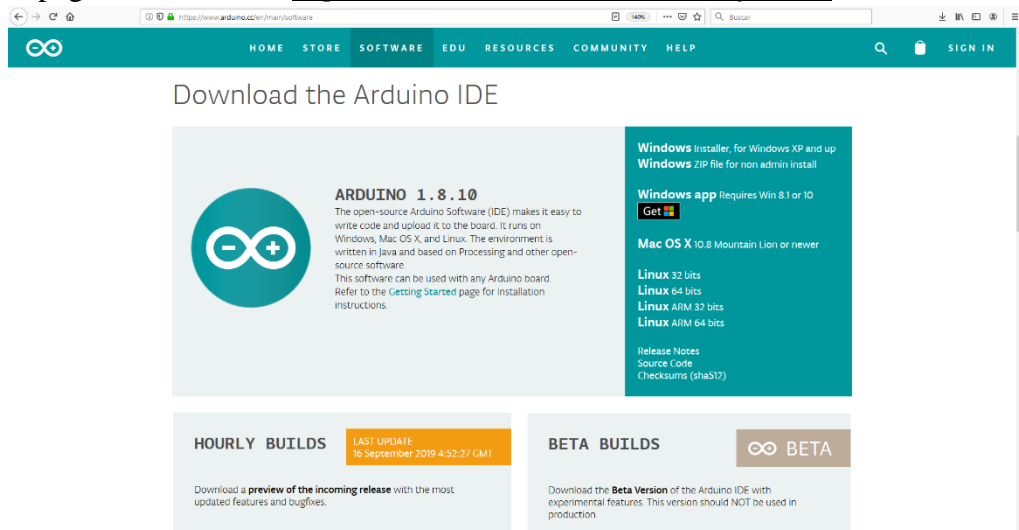 https://www.arduino.cc/en/main/software
140%
Buscar
HOME STORE SOFTWARE EDU RESOURCES COMMUNITY HELP
SIGN IN
Download the Arduino IDE
ARDUINO 1.8.10
The open-source Arduino Software (IDE) makes it easy to
write code and upload it to the board. It runs on
Windows, Mac OS X, and Linux. The environment is
written in Java and based on Processing and other open-
source software.
This software can be used with any Arduino board.
Refer to the Getting Started page for Installation
instructions.
Windows Installer, for Windows XP and up
Windows ZIP file for non admin install
Windows app Requires Win 8.1 or 10
Get
Mac OS X 10.8 Mountain Lion or newer
Linux 32 bits
Linux 64 bits
Linux ARM 32 bits
Linux ARM 64 bits
Release Notes
Source Code
Checksums (sha512)
HOURLY BUILDS
LAST UPDATE
16 September 2019 4:52:27 GMT
Download a preview of the incoming release with the most
updated features and bugfixes.
BETA BUILDS
BETA
Download the Beta Version of the Arduino IDE with
experimental features. This version should NOT be used in
production.